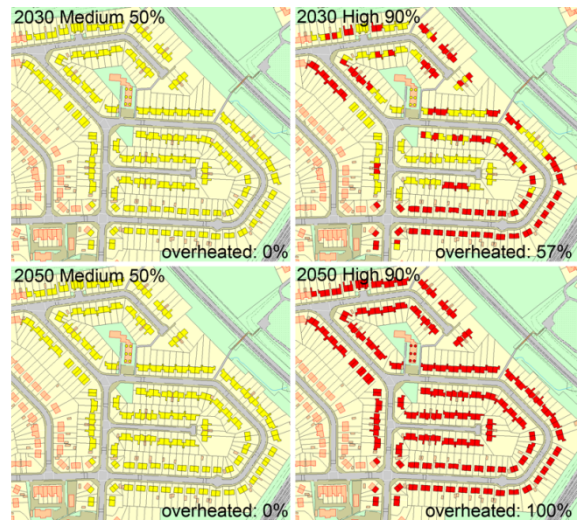 2030 Medium 50%
2030 High 90%
overheated: 0%
overheated: 57%
2050 Medium 50%
2050 High 90%
overheated: 0%
overheated: 100%